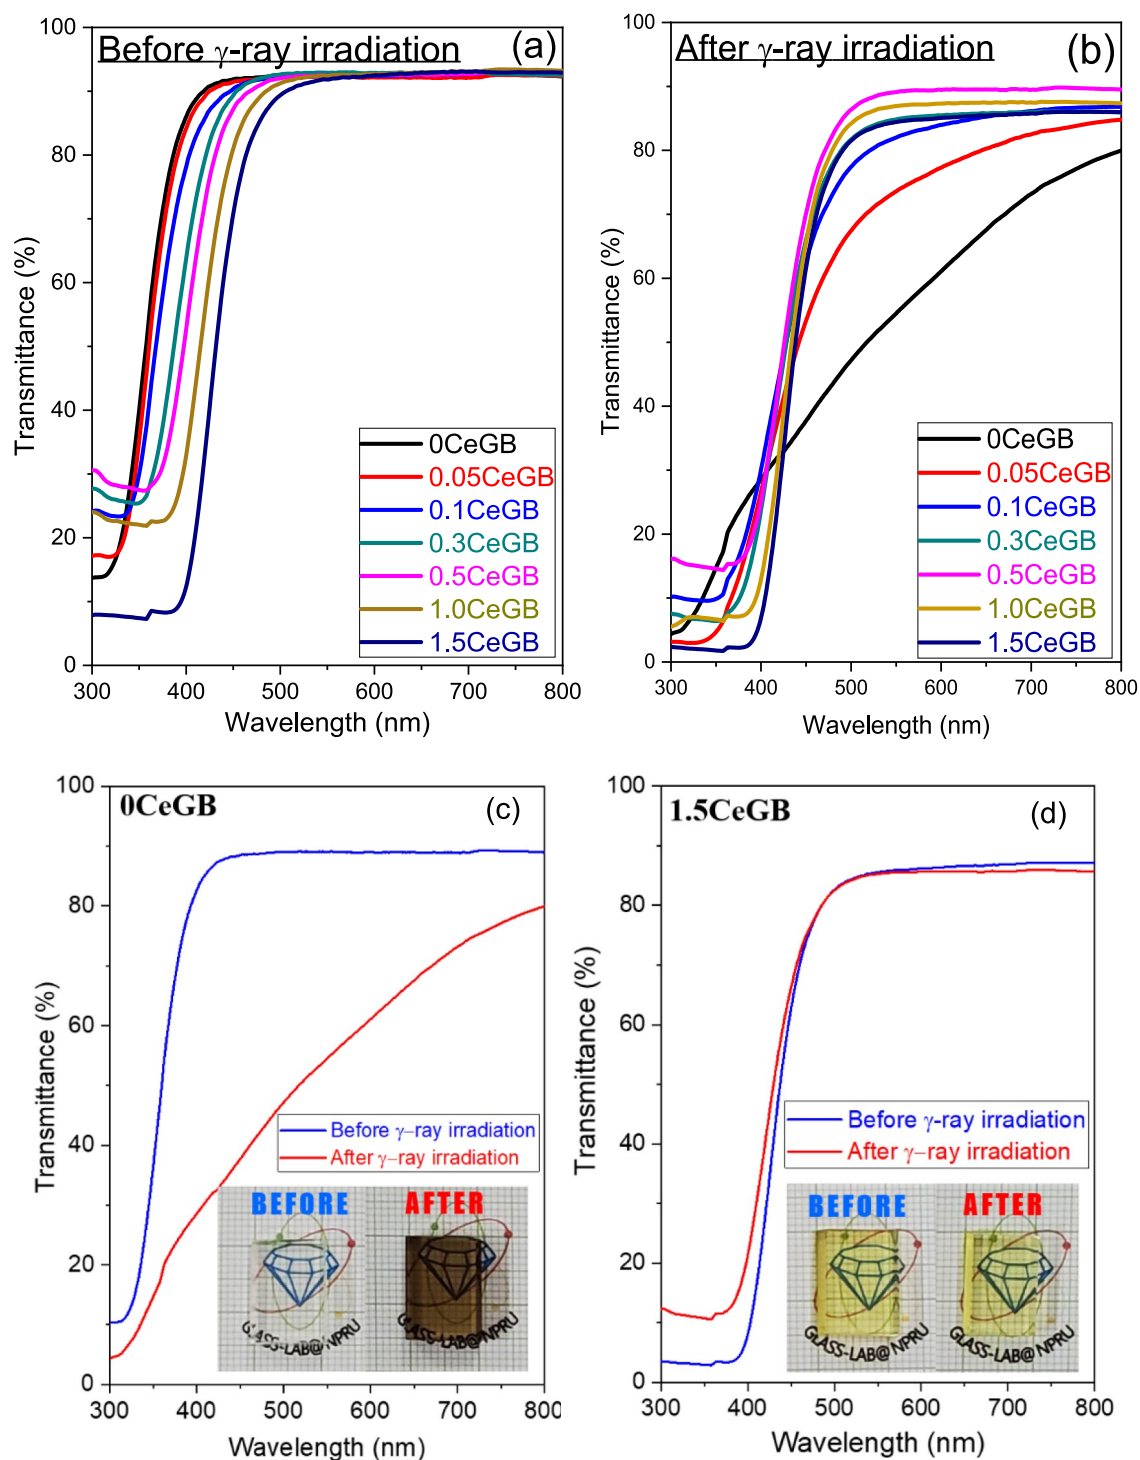 Before γ-ray irradiation
(a)
100
80
60
40
20
0
Transmittance (%)
0CeGB
0.05CeGB
0.1CeGB
0.3CeGB
0.5CeGB
1.0CeGB
1.5CeGB
300 400 500 600 700 800
Wavelength (nm)
After γ-ray irradiation
(b)
100
80
60
40
20
0
Transmittance (%)
0CeGB
0.05CeGB
0.1CeGB
0.3CeGB
0.5CeGB
1.0CeGB
1.5CeGB
300 400 500 600 700 800
Wavelength (nm)
0CeGB
(c)
100
80
60
40
20
0
Transmittance (%)
Before γ−ray irradiation
After γ−ray irradiation
BEFORE
AFTER
GLASS-LAB@NPRU
GLASS-LAB@NPRU
300 400 500 600 700 800
Wavelength (nm)
1.5CeGB
(d)
100
80
60
40
20
0
Transmittance (%)
Before γ-ray irradiation
After γ−ray irradiation
BEFORE
AFTER
GLASS-LAB@NPRU
GLASS-LAB@NPRU
300 400 500 600 700 800
Wavelength (nm)